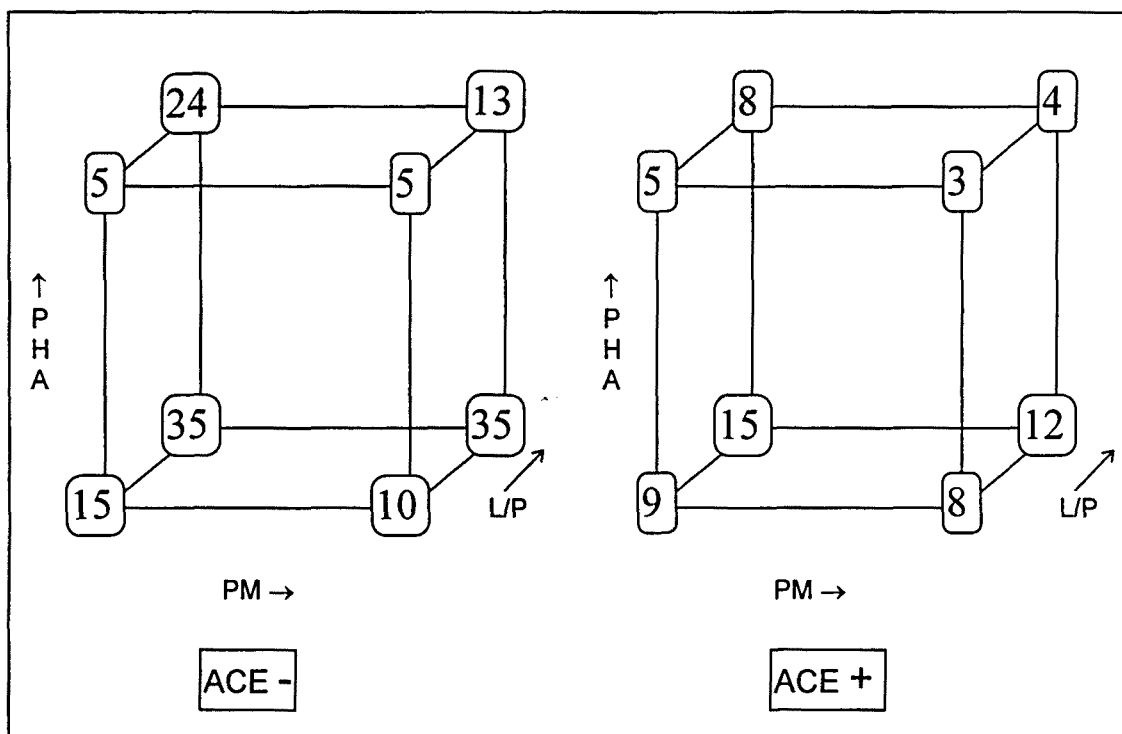 24 13 8 4
5 5 5 3
↑ ↑
P P
H H
A A
35 35 15 12
15 10 L/P 9 8 L/P
PM → PM →
ACE - ACE +